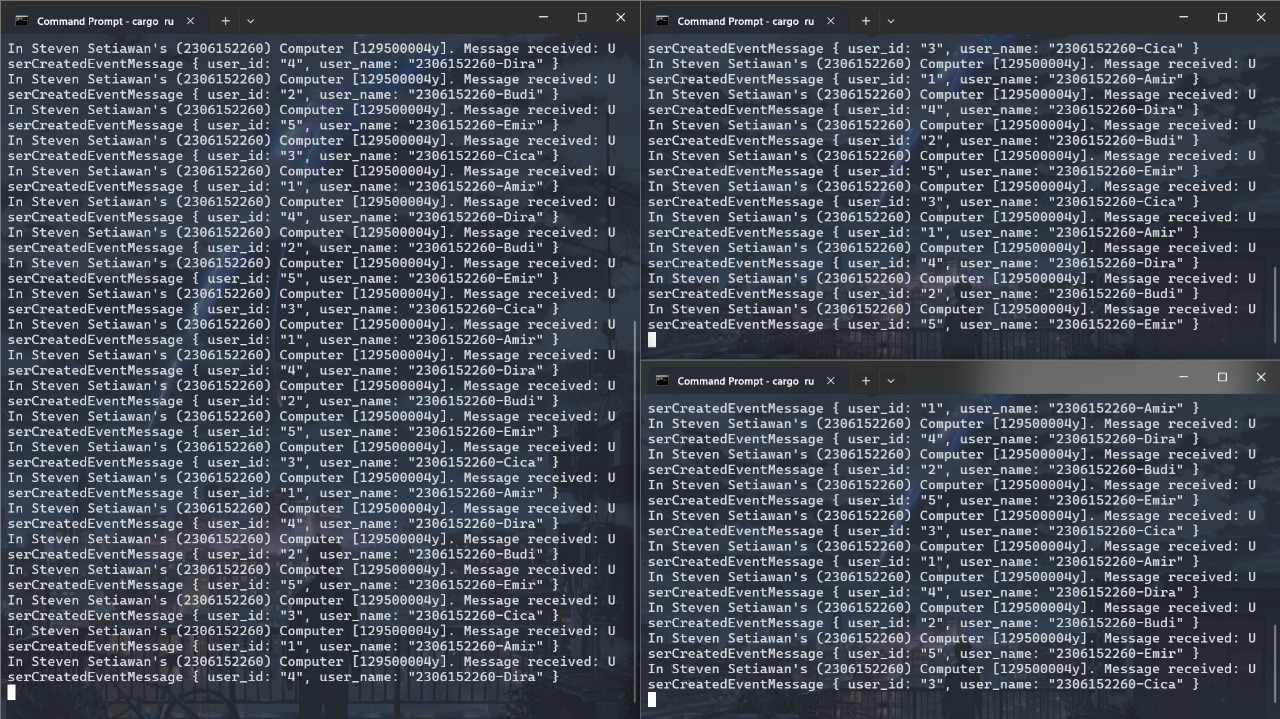 Command Prompt - cargo ru
In Steven Setiawan's (2306152260) Computer [129500004y]. Message received: U
serCreatedEventMessage { user_id: "4", user_name: "2306152260-Dira" }
In Steven Setiawan's (2306152260) Computer [129500004y]. Message received: U
serCreatedEventMessage { user_id: "2", user_name: "2306152260-Budi" }
In Steven Setiawan's (2306152260) Computer [129500004y]. Message received: U
serCreatedEventMessage { user_id: "5", user_name: "2306152260-Emir" }
In Steven Setiawan's (2306152260) Computer [129500004y]. Message received: U
serCreatedEventMessage { user_id: "3", user_name: "2306152260-Cica" }
In Steven Setiawan's (2306152260) Computer [129500004y]. Message received: U
serCreatedEventMessage { user_id: "1", user_name: "2306152260-Amir" }
In Steven Setiawan's (2306152260) Computer [129500004y]. Message received: U
serCreatedEventMessage { user_id: "4", user_name: "2306152260-Dira" }
In Steven Setiawan's (2306152260) Computer [129500004y]. Message received: U
serCreatedEventMessage { user_id: "2", user_name: "2306152260-Budi" }
In Steven Setiawan's (2306152260) Computer [129500004y]. Message received: U
serCreatedEventMessage { user_id: "5", user_name: "2306152260-Emir" }
In Steven Setiawan's (2306152260) Computer [129500004y]. Message received: U
serCreatedEventMessage { user_id: "3", user_name: "2306152260-Cica" }
In Steven Setiawan's (2306152260) Computer [129500004y]. Message received: U
serCreatedEventMessage { user_id: "1", user_name: "2306152260-Amir" }
In Steven Setiawan's (2306152260) Computer [129500004y]. Message received: U
serCreatedEventMessage { user_id: "4", user_name: "2306152260-Dira" }
In Steven Setiawan's (2306152260) Computer [129500004y]. Message received: U
serCreatedEventMessage { user_id: "2", user_name: "2306152260-Budi" }
In Steven Setiawan's (2306152260) Computer [129500004y]. Message received: U
serCreatedEventMessage { user_id: "5", user_name: "2306152260-Emir" }
In Steven Setiawan's (2306152260) Computer [129500004y]. Message received: U
serCreatedEventMessage { user_id: "3", user_name: "2306152260-Cica" }
In Steven Setiawan's (2306152260) Computer [129500004y]. Message received: U
serCreatedEventMessage { user_id: "1", user_name: "2306152260-Amir" }
In Steven Setiawan's (2306152260) Computer [129500004y]. Message received: U
serCreatedEventMessage { user_id: "4", user_name: "2306152260-Dira" }
In Steven Setiawan's (2306152260) Computer [129500004y]. Message received: U
serCreatedEventMessage { user_id: "2", user_name: "2306152260-Budi" }
In Steven Setiawan's (2306152260) Computer [129500004y]. Message received: U
serCreatedEventMessage { user_id: "5", user_name: "2306152260-Emir" }
In Steven Setiawan's (2306152260) Computer [129500004y]. Message received: U
serCreatedEventMessage { user_id: "3", user_name: "2306152260-Cica" }
In Steven Setiawan's (2306152260) Computer [129500004y]. Message received: U
serCreatedEventMessage { user_id: "1", user_name: "2306152260-Amir" }
In Steven Setiawan's (2306152260) Computer [129500004y]. Message received: U
serCreatedEventMessage { user_id: "4", user_name: "2306152260-Dira" }
Command Prompt - cargo ru
serCreatedEventMessage { user_id: "3", user_name: "2306152260-Cica" }
In Steven Setiawan's (2306152260) Computer [129500004y]. Message received: U
serCreatedEventMessage { user_id: "1", user_name: "2306152260-Amir" }
In Steven Setiawan's (2306152260) Computer [129500004y]. Message received: U
serCreatedEventMessage { user_id: "4", user_name: "2306152260-Dira" }
In Steven Setiawan's (2306152260) Computer [129500004y]. Message received: U
serCreatedEventMessage { user_id: "2", user_name: "2306152260-Budi" }
In Steven Setiawan's (2306152260) Computer [129500004y]. Message received: U
serCreatedEventMessage { user_id: "5", user_name: "2306152260-Emir" }
In Steven Setiawan's (2306152260) Computer [129500004y]. Message received: U
serCreatedEventMessage { user_id: "3", user_name: "2306152260-Cica" }
In Steven Setiawan's (2306152260) Computer [129500004y]. Message received: U
serCreatedEventMessage { user_id: "1", user_name: "2306152260-Amir" }
In Steven Setiawan's (2306152260) Computer [129500004y]. Message received: U
serCreatedEventMessage { user_id: "4", user_name: "2306152260-Dira" }
In Steven Setiawan's (2306152260) Computer [129500004y]. Message received: U
serCreatedEventMessage { user_id: "2", user_name: "2306152260-Budi" }
In Steven Setiawan's (2306152260) Computer [129500004y]. Message received: U
serCreatedEventMessage { user_id: "5", user_name: "2306152260-Emir" }
Command Prompt - cargo ru
serCreatedEventMessage { user_id: "1", user_name: "2306152260-Amir" }
In Steven Setiawan's (2306152260) Computer [129500004y]. Message received: U
serCreatedEventMessage { user_id: "4", user_name: "2306152260-Dira" }
In Steven Setiawan's (2306152260) Computer [129500004y]. Message received: U
serCreatedEventMessage { user_id: "2", user_name: "2306152260-Budi" }
In Steven Setiawan's (2306152260) Computer [129500004y]. Message received: U
serCreatedEventMessage { user_id: "5", user_name: "2306152260-Emir" }
In Steven Setiawan's (2306152260) Computer [129500004y]. Message received: U
serCreatedEventMessage { user_id: "3", user_name: "2306152260-Cica" }
In Steven Setiawan's (2306152260) Computer [129500004y]. Message received: U
serCreatedEventMessage { user_id: "1", user_name: "2306152260-Amir" }
In Steven Setiawan's (2306152260) Computer [129500004y]. Message received: U
serCreatedEventMessage { user_id: "4", user_name: "2306152260-Dira" }
In Steven Setiawan's (2306152260) Computer [129500004y]. Message received: U
serCreatedEventMessage { user_id: "2", user_name: "2306152260-Budi" }
In Steven Setiawan's (2306152260) Computer [129500004y]. Message received: U
serCreatedEventMessage { user_id: "5", user_name: "2306152260-Emir" }
In Steven Setiawan's (2306152260) Computer [129500004y]. Message received: U
serCreatedEventMessage { user_id: "3", user_name: "2306152260-Cica" }